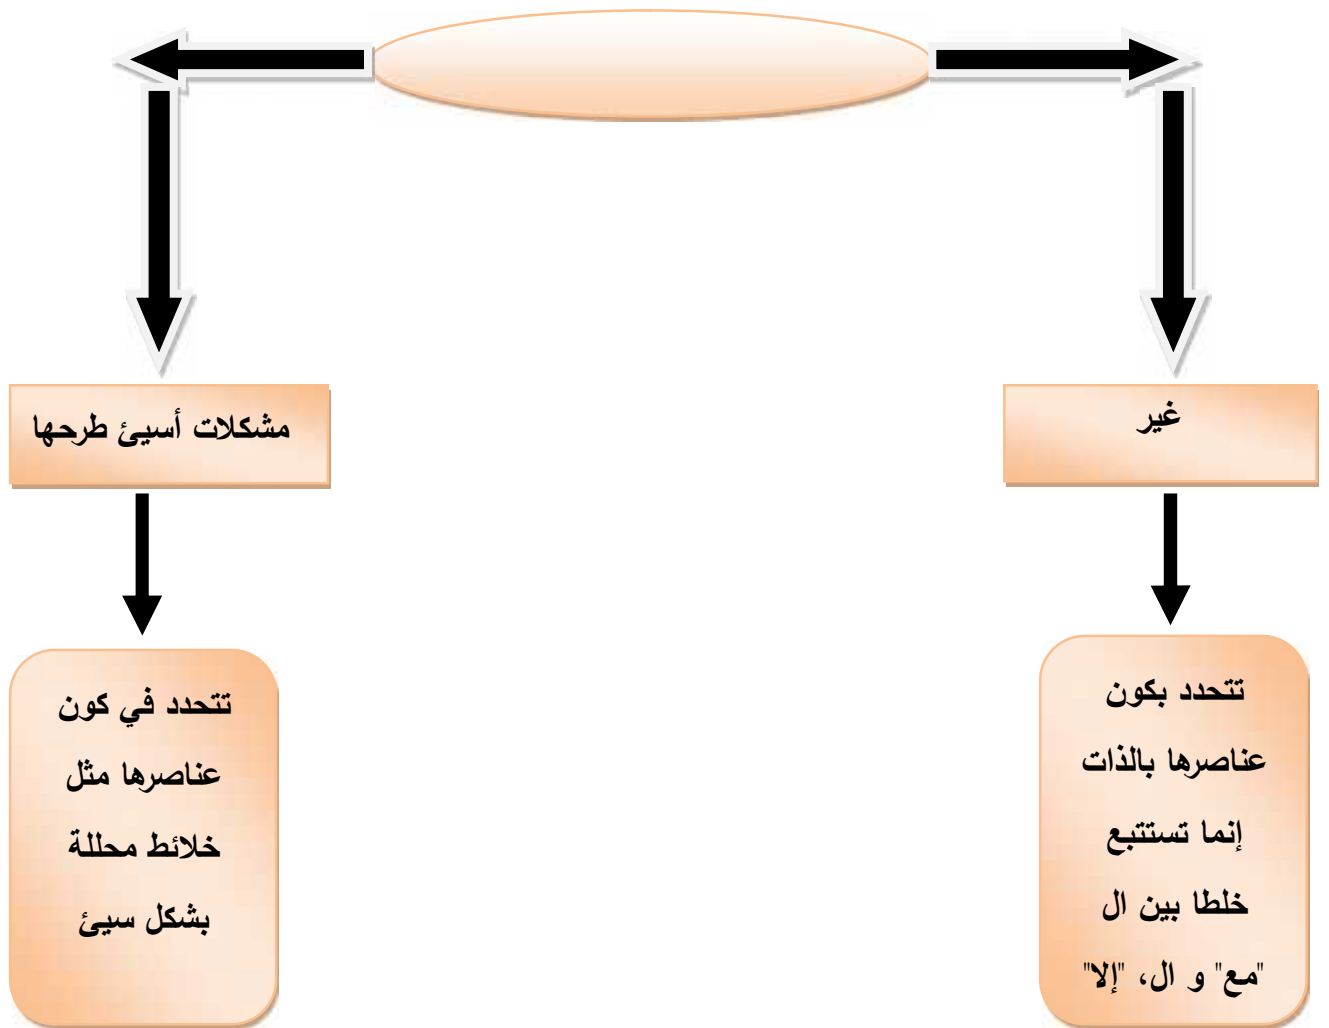 غير
مشكلات أسيئ طرحها
تتحدد بكون
عناصرها بالذات
إنما تستتبع
خلطا بين ال
"مع" و ال، "إلا"
تتحدد في كون
عناصرها مثل
خلائط محللة
بشكل سيئ